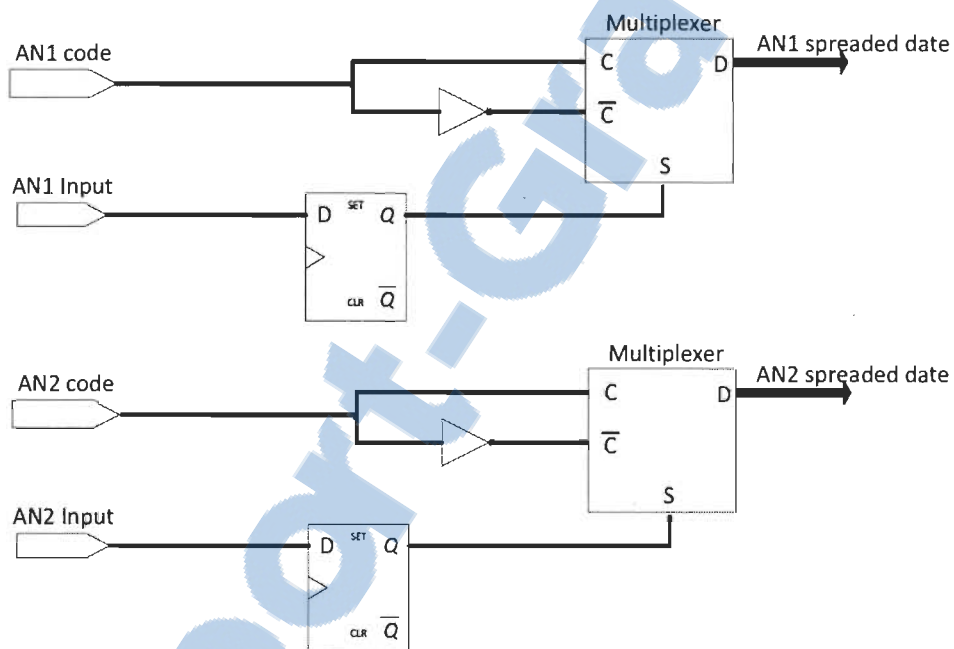 Multiplexer
AN1 code
AN1 spreaded date
C
D
C̅
S
AN1 Input
D
SET
Q
CLR
Q̅
Multiplexer
AN2 code
AN2 spreaded date
C
D
C̅
S
AN2 Input
D
SET
Q
CLR
Q̅